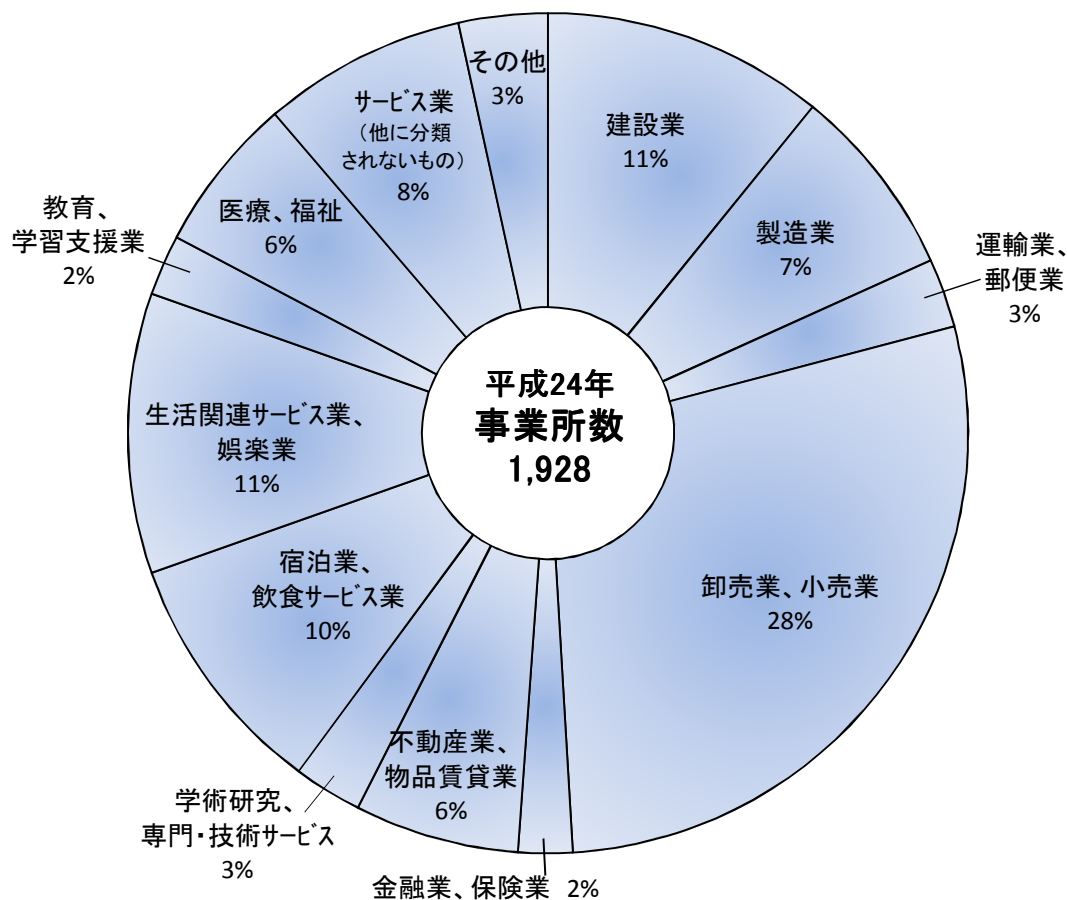 その他
3%
建設業
11%
製造業
7%
運輸業、
郵便業
3%
卸売業、小売業
28%
金融業、保険業 2%
不動産業、
物品賃貸業
6%
学術研究、
専門・技術ｻｰﾋﾞｽ
3%
宿泊業、
飲食ｻｰﾋﾞｽ業
10%
生活関連ｻｰﾋﾞｽ業、
娯楽業
11%
教育、
学習支援業
2%
医療、福祉
6%
ｻｰﾋﾞｽ業
（他に分類
されないもの）
8%
平成24年
事業所数
1,928